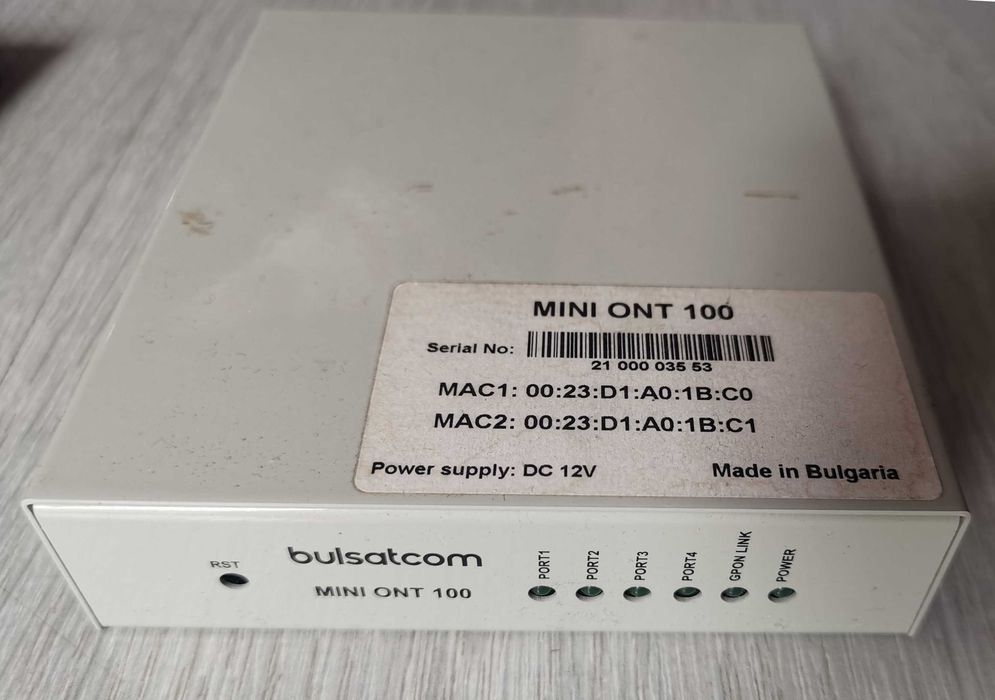 MINI ONT 100
Serial No:
21 000 035 53
MAC1: 00:23:D1:A0:1B:C0
MAC2: 00:23:D1:A0:1B:C1
Power supply: DC 12V Made in Bulgaria
RST
bulsatcom
MINI ONT 100
PORT1
PORT2
PORT3
PORT4
GPON LINK
POWER